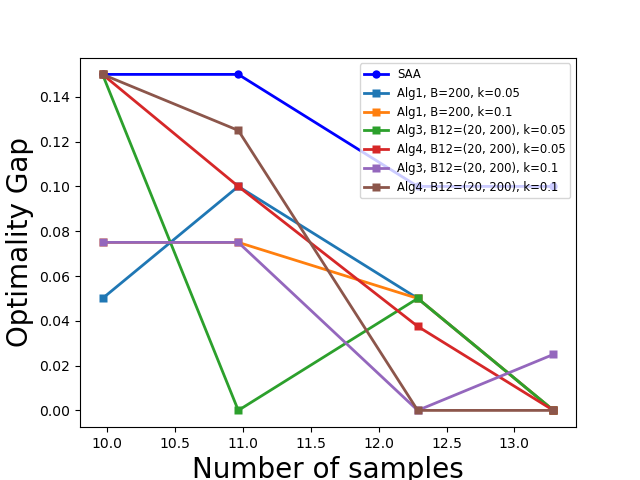 SAA
Alg1, B=200, k=0.05
Alg1, B=200, k=0.1
Alg3, B12=(20, 200), k=0.05
Alg4, B12=(20, 200), k=0.05
Alg3, B12=(20, 200), k=0.1
Alg4, B12=(20, 200), k=0.1
Optimality Gap
0.14
0.12
0.10
0.08
0.06
0.04
0.02
0.00
10.0 10.5 11.0 11.5 12.0 12.5 13.0
Number of samples